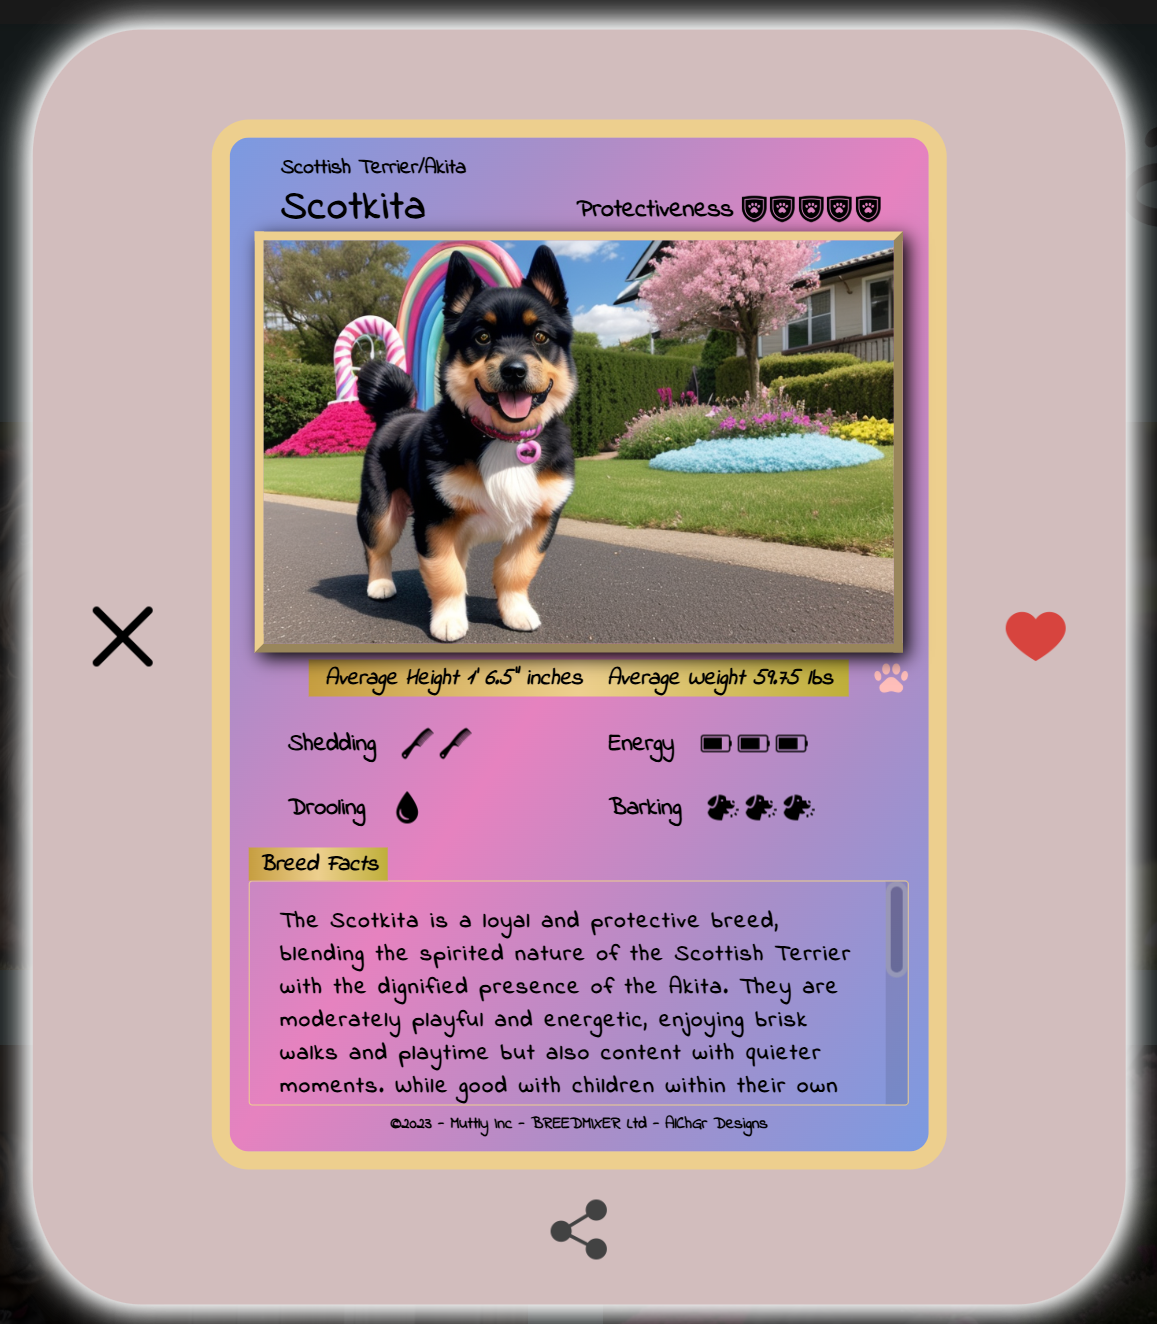 Scottish Terrier/Akita
Scotkita
Protectiveness
Average Height 1' 6.5" inches Average weight 59.75 lbs
Shedding
Energy
Drooling
Barking
Breed Facts
The Scotkita is a loyal and protective breed,
blending the spirited nature of the Scottish Terrier
with the dignified presence of the Akita. They are
moderately playful and energetic, enjoying brisk
walks and playtime but also content with quieter
moments. While good with children within their own
©2023 - Muttly Inc - BREEDMIXER Ltd - AIChGr Designs